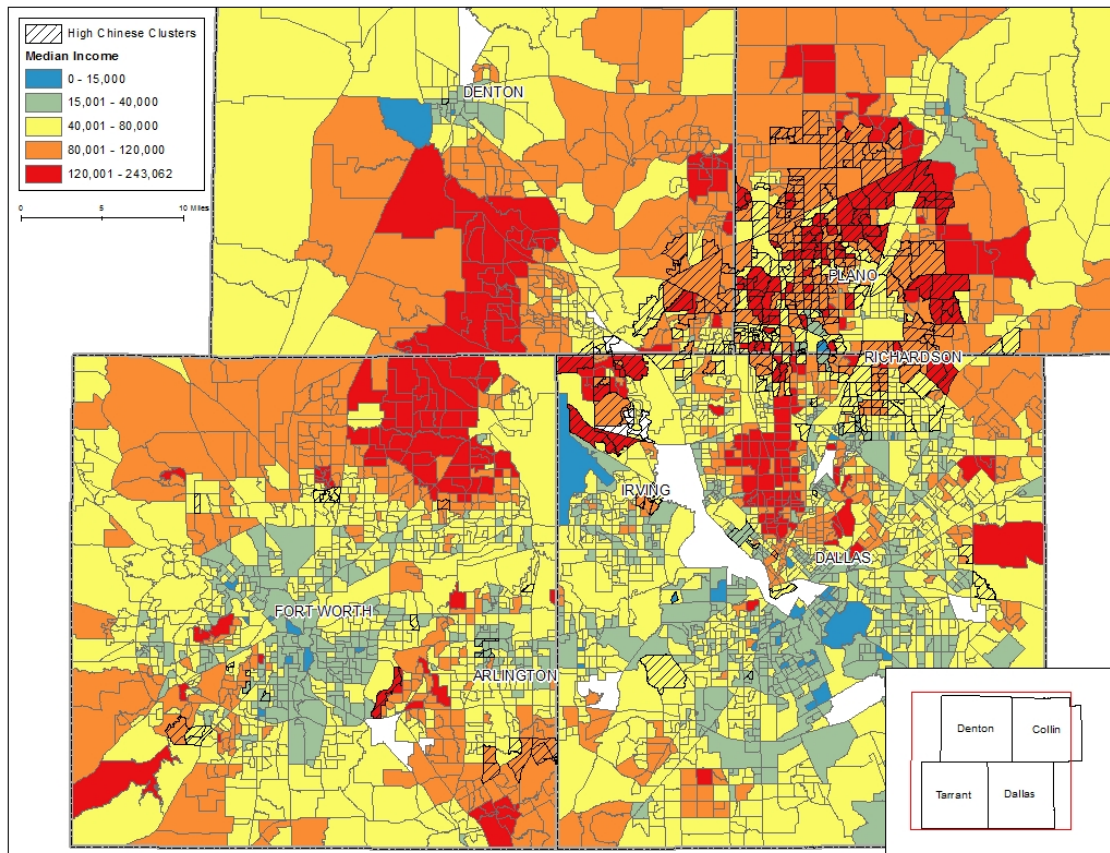 High Chinese Clusters
Median Income
0 - 15,000
15,001 - 40,000
40,001 - 80,000
80,001 - 120,000
120,001 - 243,062
0 5 10 Miles
DENTON
PLANO
RICHARDSON
IRVING
DALLAS
FORT WORTH
ARLINGTON
Denton Collin
Tarrant Dallas